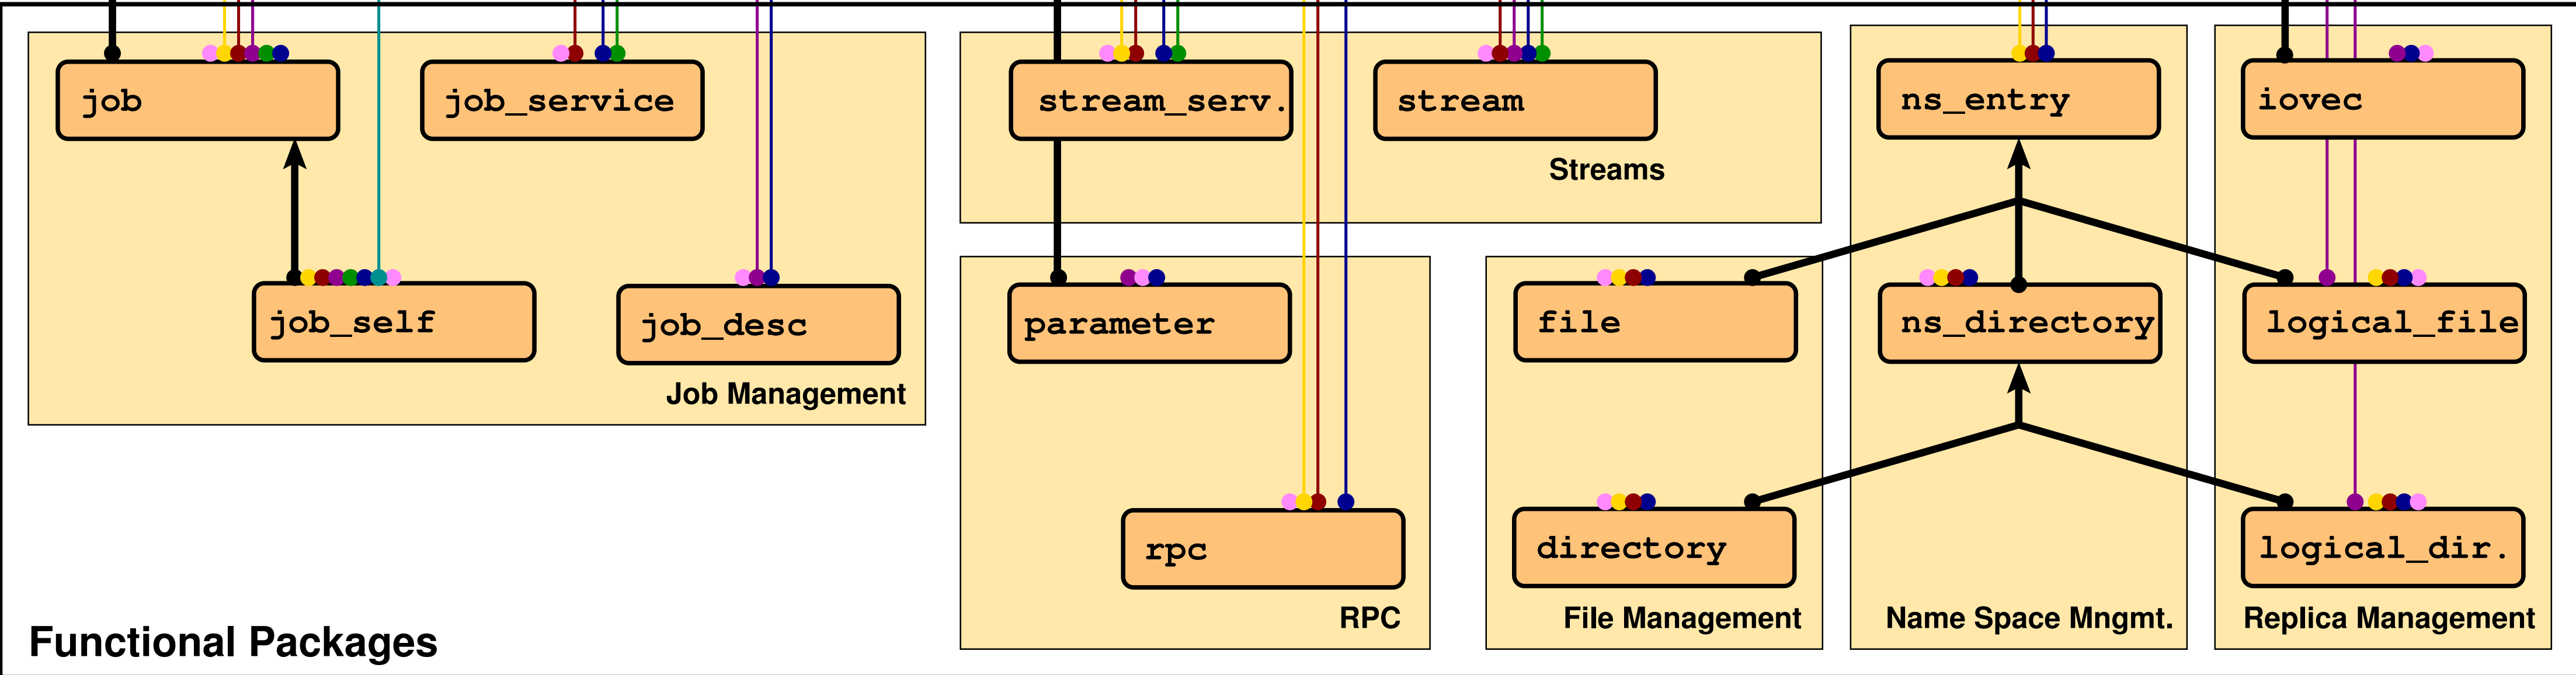 job
job_service
job_self
job_desc
Job Management
stream_serv.
stream
Streams
parameter
rpc
RPC
file
directory
File Management
ns_entry
ns_directory
Name Space Mngmt.
iovec
logical_file
logical_dir.
Replica Management
Functional Packages